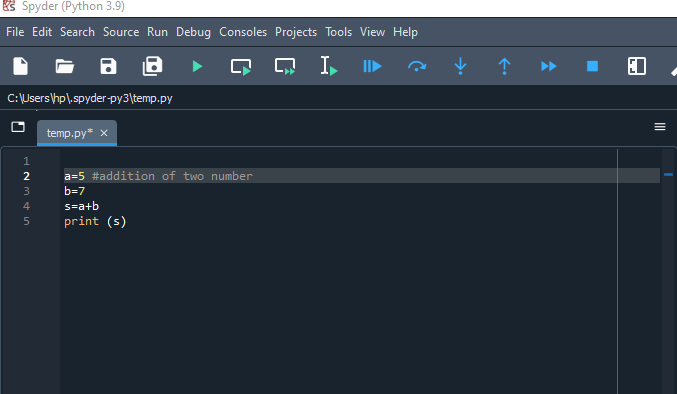 Spyder (Python 3.9)
File Edit Search Source Run Debug Consoles Projects Tools View Help
C:\Users\hp\.spyder-py3\temp.py
temp.py* ×
1
2 a=5 #addition of two number
3 b=7
4 s=a+b
5 print (s)